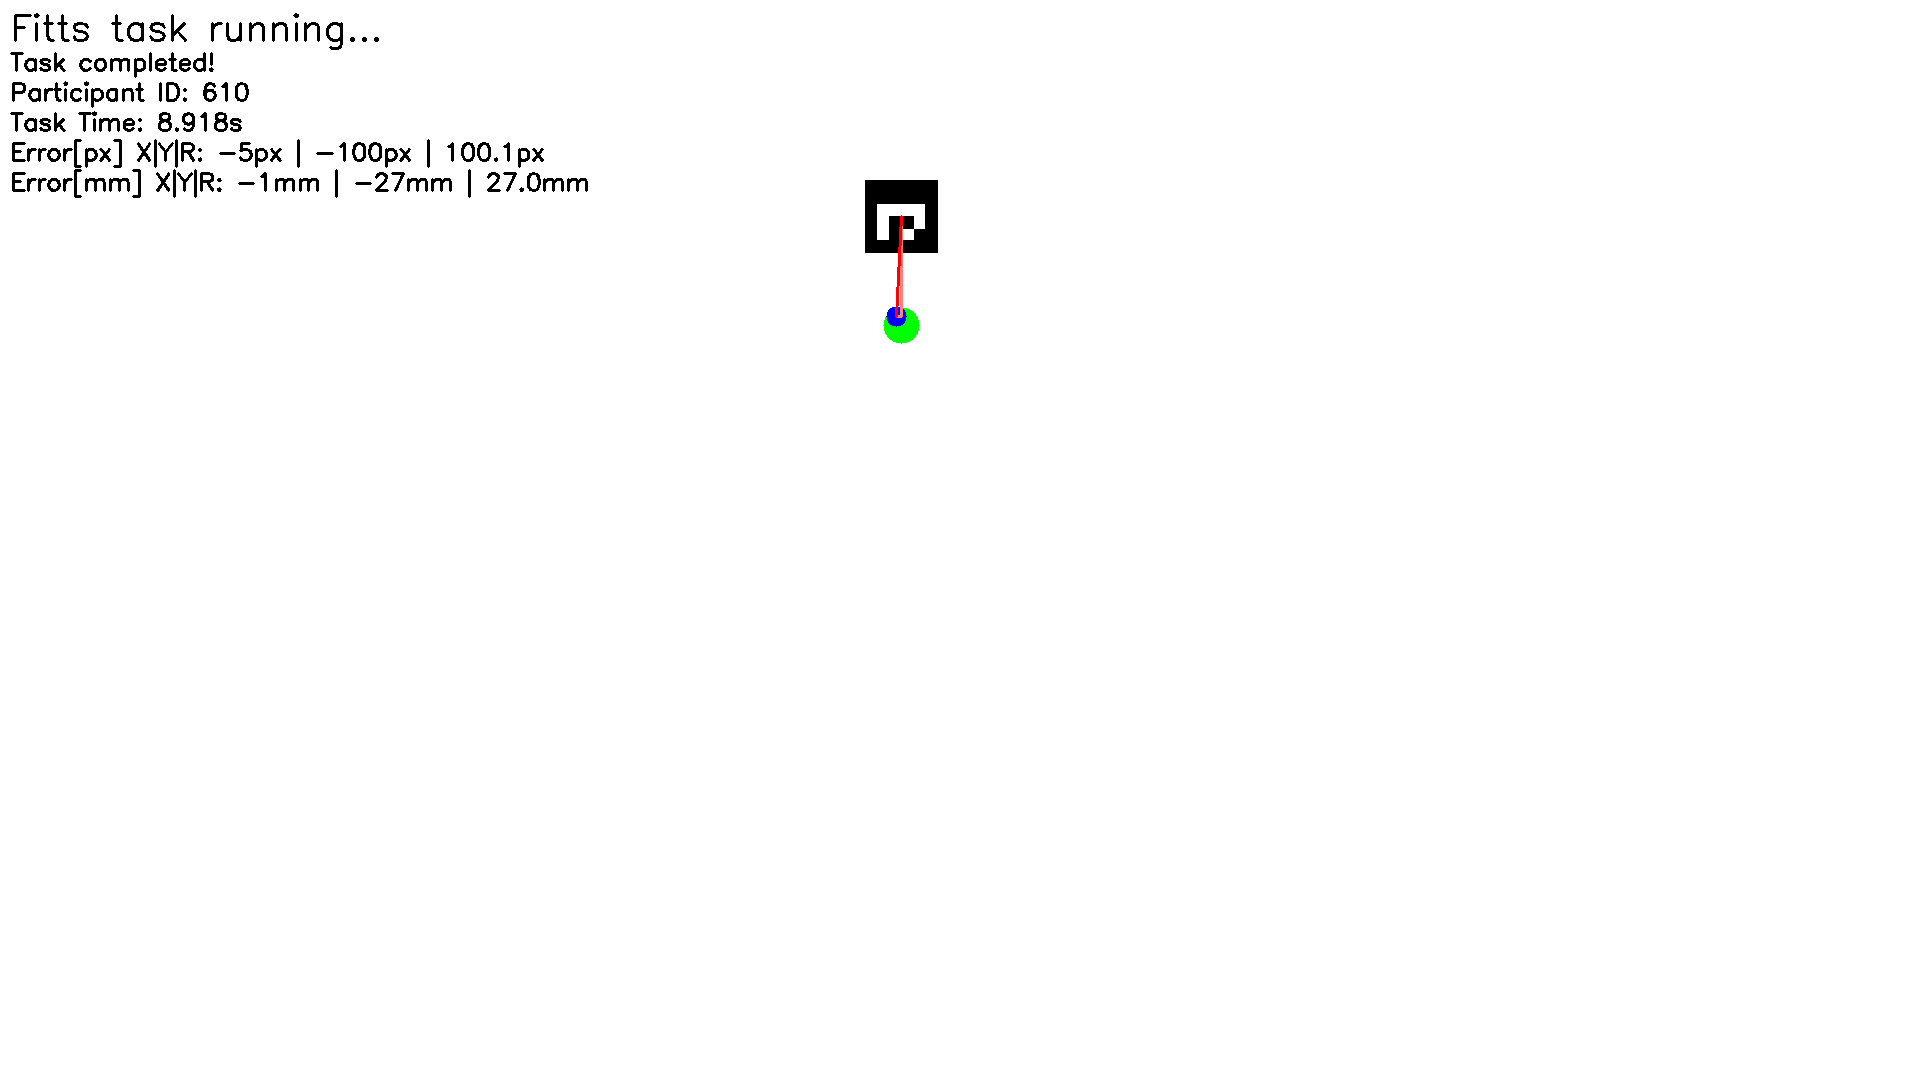 Fitts task running...
Task completed!
Participant ID: 610
Task Time: 8.918s
Error[px] X|Y|R: -5px | -100px | 100.1px
Error[mm] X|Y|R: -1mm | -27mm | 27.0mm